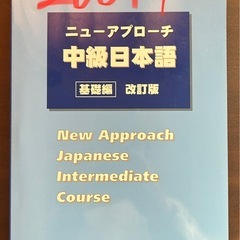 ニューアプローチ
中級日本語
基礎編 改訂版
New Approach
Japanese
Intermediate
Course